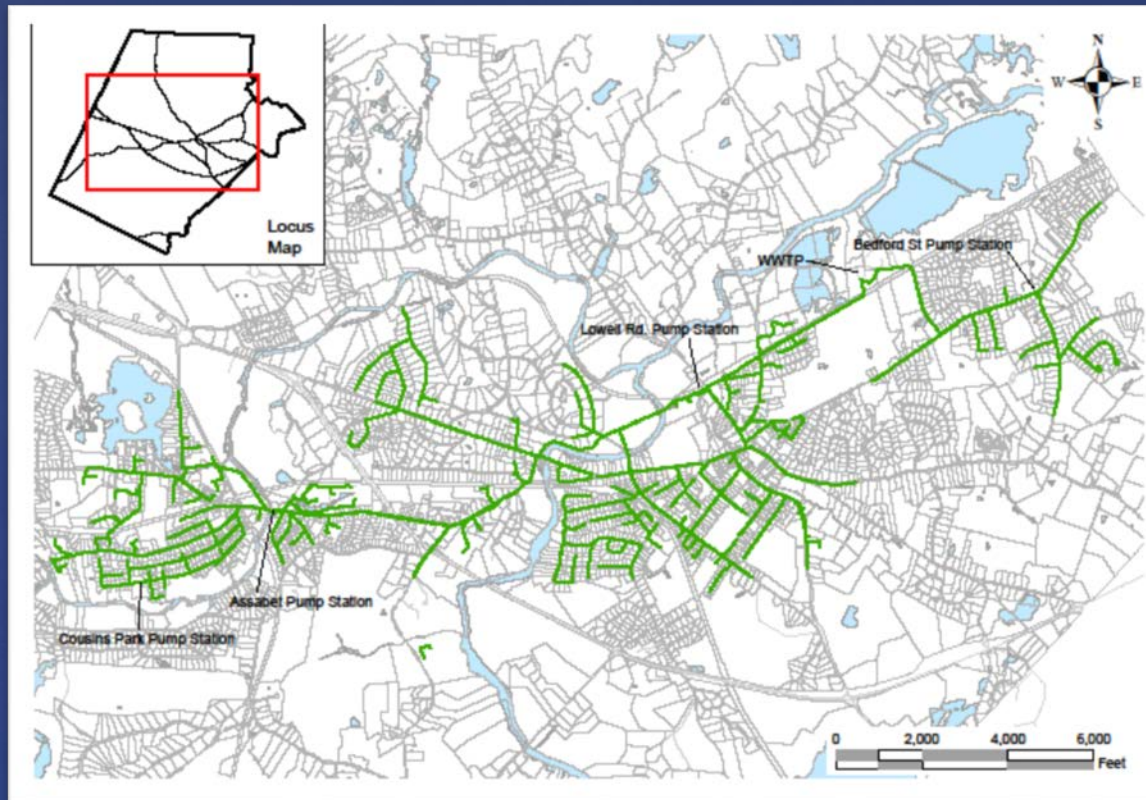 Locus
Map
N
W
E
S
Bedford St Pump Station
WWTP
Lowell Rd. Pump Station
Assabet Pump Station
Cousins Park Pump Station
0
2,000
4,000
6,000
Feet